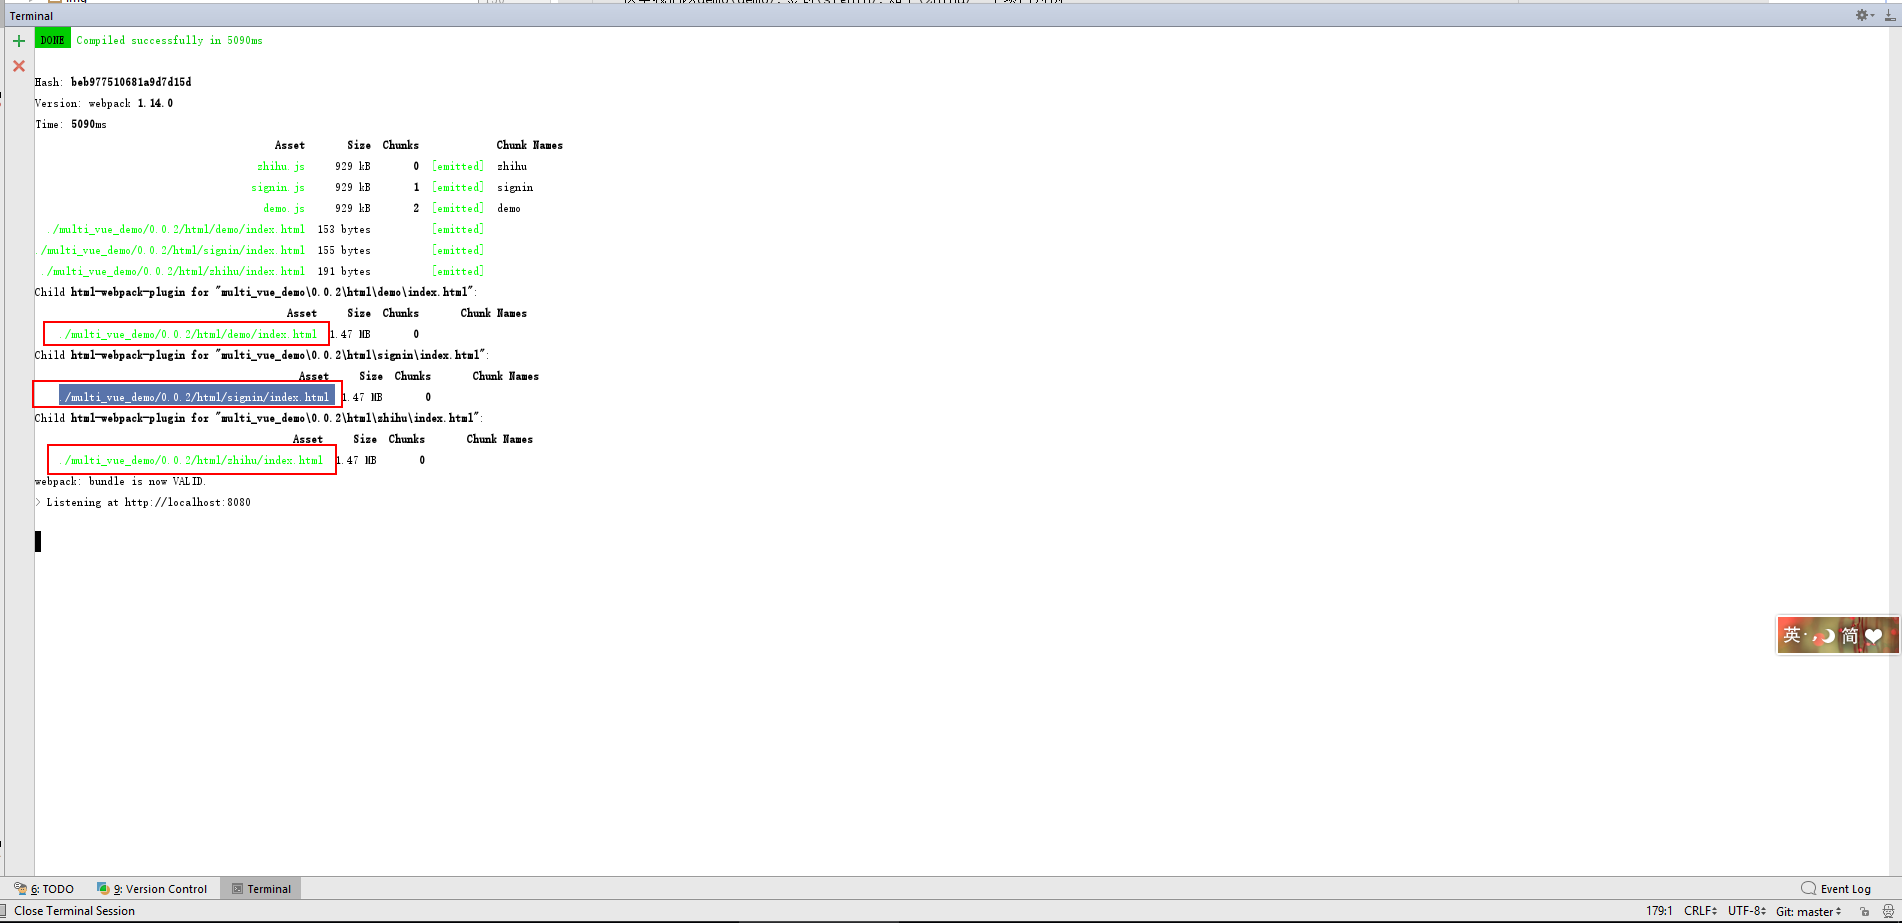 Terminal
DONE Compiled successfully in 5090ms
Hash: beb977510681a9d7d15d
Version: webpack 1.14.0
Time: 5090ms
Asset Size Chunks Chunk Names
zhihu.js 929 kB 0 [emitted] zhihu
signin.js 929 kB 1 [emitted] signin
demo.js 929 kB 2 [emitted] demo
./multi_vue_demo/0.0.2/html/demo/index.html 153 bytes [emitted]
./multi_vue_demo/0.0.2/html/signin/index.html 155 bytes [emitted]
./multi_vue_demo/0.0.2/html/zhihu/index.html 191 bytes [emitted]
Child html-webpack-plugin for "multi_vue_demo\0.0.2\html\demo\index.html":
Asset Size Chunks Chunk Names
./multi_vue_demo/0.0.2/html/demo/index.html 1.47 MB 0
Child html-webpack-plugin for "multi_vue_demo\0.0.2\html\signin\index.html":
Asset Size Chunks Chunk Names
./multi_vue_demo/0.0.2/html/signin/index.html 1.47 MB 0
Child html-webpack-plugin for "multi_vue_demo\0.0.2\html\zhihu\index.html":
Asset Size Chunks Chunk Names
./multi_vue_demo/0.0.2/html/zhihu/index.html 1.47 MB 0
webpack: bundle is now VALID.
> Listening at http://localhost:8080
英 简
6: TODO 9: Version Control Terminal Event Log
Close Terminal Session 179:1 CRLF UTF-8 Git: master